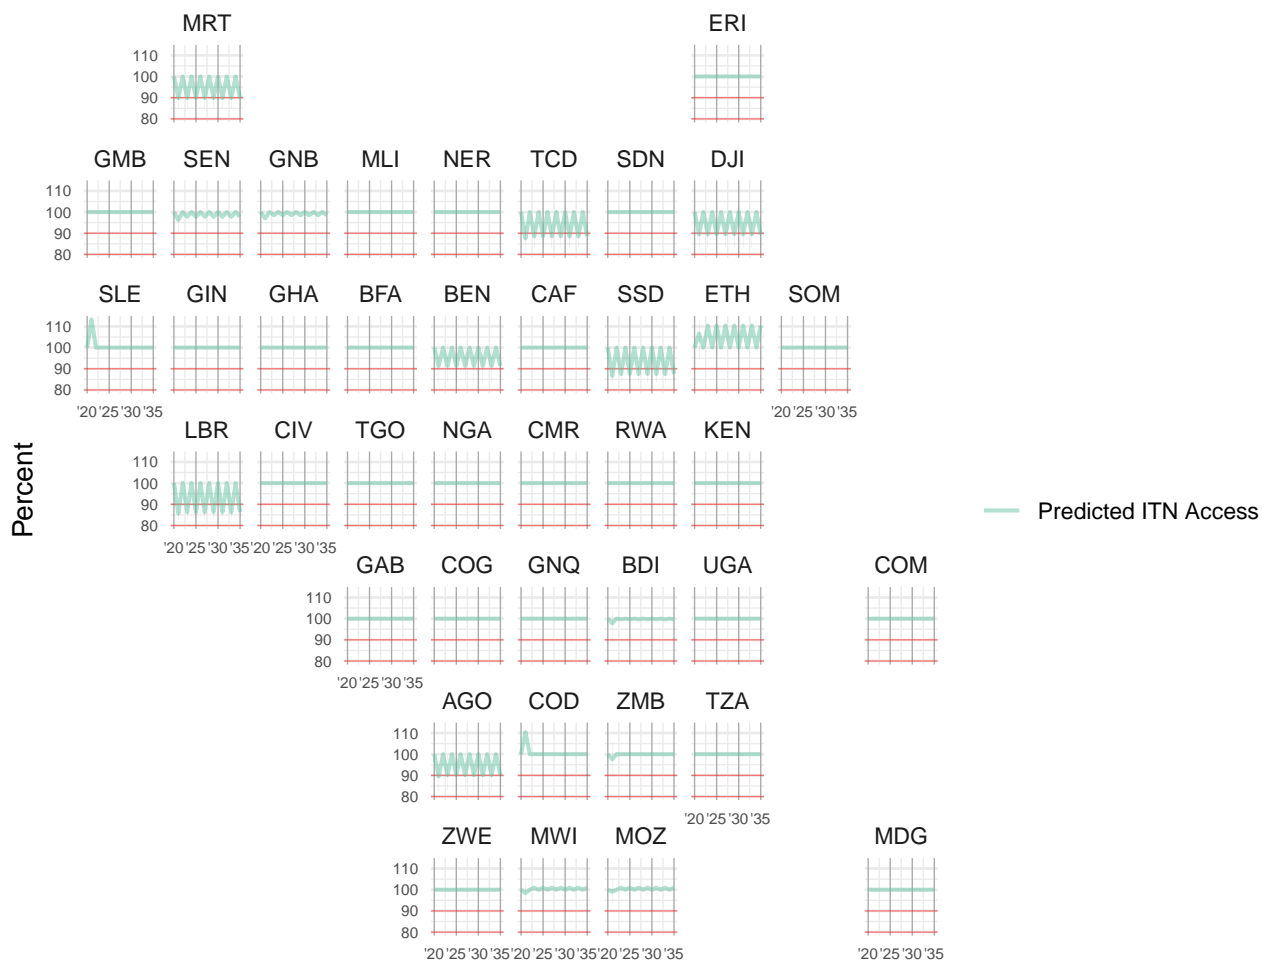 MRT ERI
110
100
90
80
GMB SEN GNB MLI NER TCD SDN DJI
110
100
90
80
SLE GIN GHA BFA BEN CAF SSD ETH SOM
110
100
90
80
'20 '25 '30 '35 '20 '25 '30 '35
LBR CIV TGO NGA CMR RWA KEN
110
100
90
80
'20 '25 '30 '35 '20 '25 '30 '35
Percent
Predicted ITN Access
GAB COG GNQ BDI UGA COM
110
100
90
80
'20 '25 '30 '35
AGO COD ZMB TZA
110
100
90
80
'20 '25 '30 '35
ZWE MWI MOZ MDG
110
100
90
80
'20 '25 '30 '35 '20 '25 '30 '35 '20 '25 '30 '35 '20 '25 '30 '35